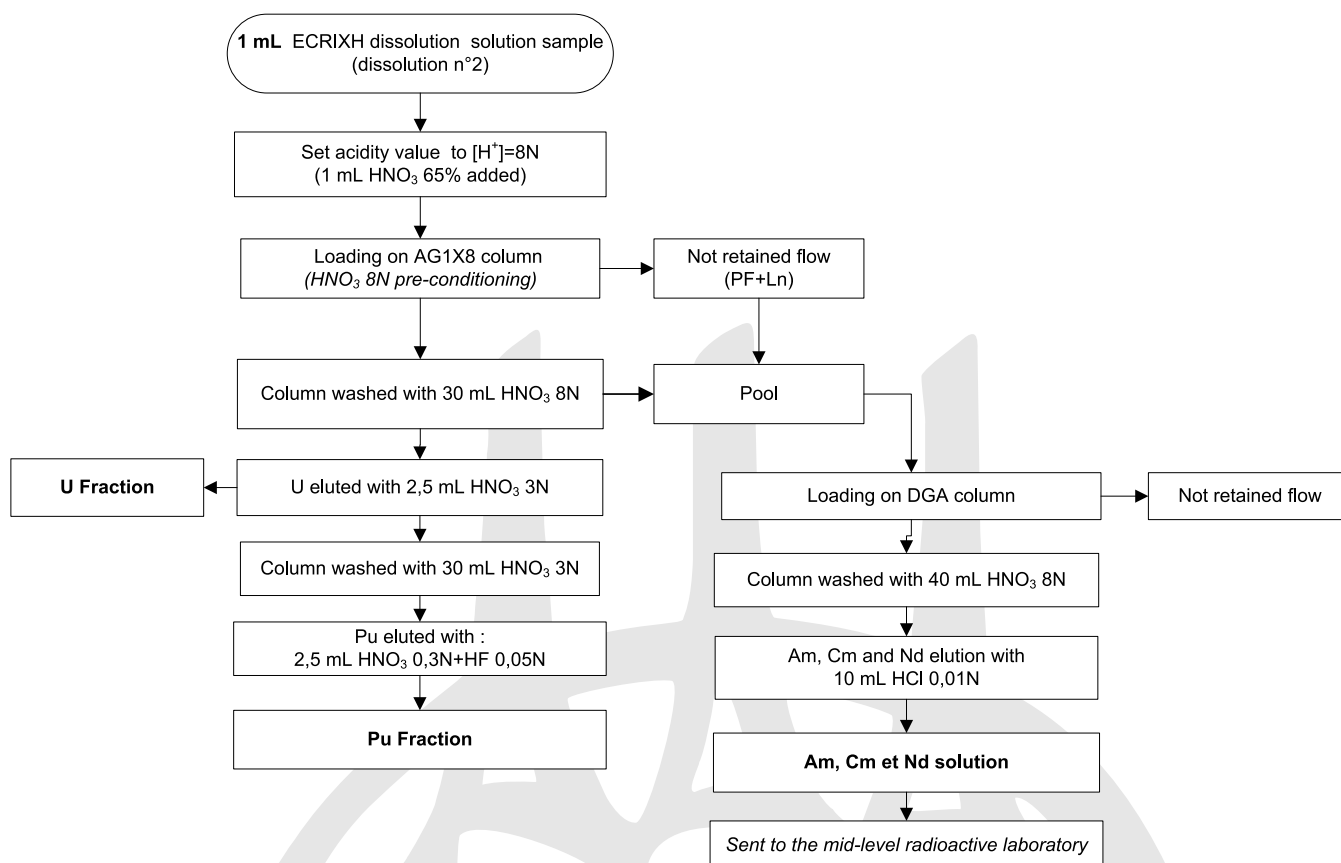 1 mL ECRIXH dissolution solution sample
(dissolution n°2)
Set acidity value to [H⁺]=8N
(1 mL HNO₃ 65% added)
Loading on AG1X8 column
(HNO₃ 8N pre-conditioning)
Not retained flow
(PF+Ln)
Column washed with 30 mL HNO₃ 8N
Pool
U Fraction
U eluted with 2,5 mL HNO₃ 3N
Loading on DGA column
Not retained flow
Column washed with 30 mL HNO₃ 3N
Column washed with 40 mL HNO₃ 8N
Pu eluted with :
2,5 mL HNO₃ 0,3N+HF 0,05N
Am, Cm and Nd elution with
10 mL HCl 0,01N
Pu Fraction
Am, Cm et Nd solution
Sent to the mid-level radioactive laboratory